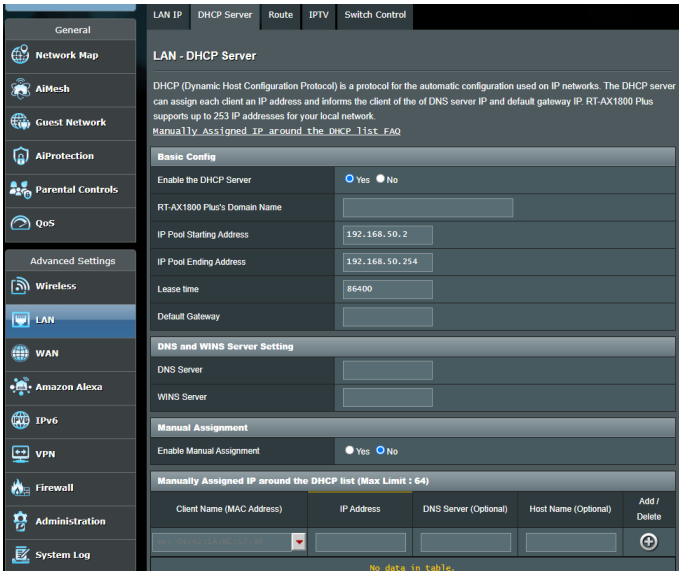 General
Network Map
AiMesh
Guest Network
AiProtection
Parental Controls
QoS
Advanced Settings
Wireless
LAN
WAN
Amazon Alexa
IPv6
VPN
Firewall
Administration
System Log
LAN IP DHCP Server Route IPTV Switch Control
LAN - DHCP Server
DHCP (Dynamic Host Configuration Protocol) is a protocol for the automatic configuration used on IP networks. The DHCP server
can assign each client an IP address and informs the client of the of DNS server IP and default gateway IP. RT-AX1800 Plus
supports up to 253 IP addresses for your local network.
Manually Assigned IP around the DHCP list FAQ
Basic Config
Enable the DHCP Server Yes No
RT-AX1800 Plus's Domain Name
IP Pool Starting Address 192.168.50.2
IP Pool Ending Address 192.168.50.254
Lease time 86400
Default Gateway
DNS and WINS Server Setting
DNS Server
WINS Server
Manual Assignment
Enable Manual Assignment Yes No
Manually Assigned IP around the DHCP list (Max Limit : 64)
Client Name (MAC Address) IP Address DNS Server (Optional) Host Name (Optional) Add /
Delete
No data in table.